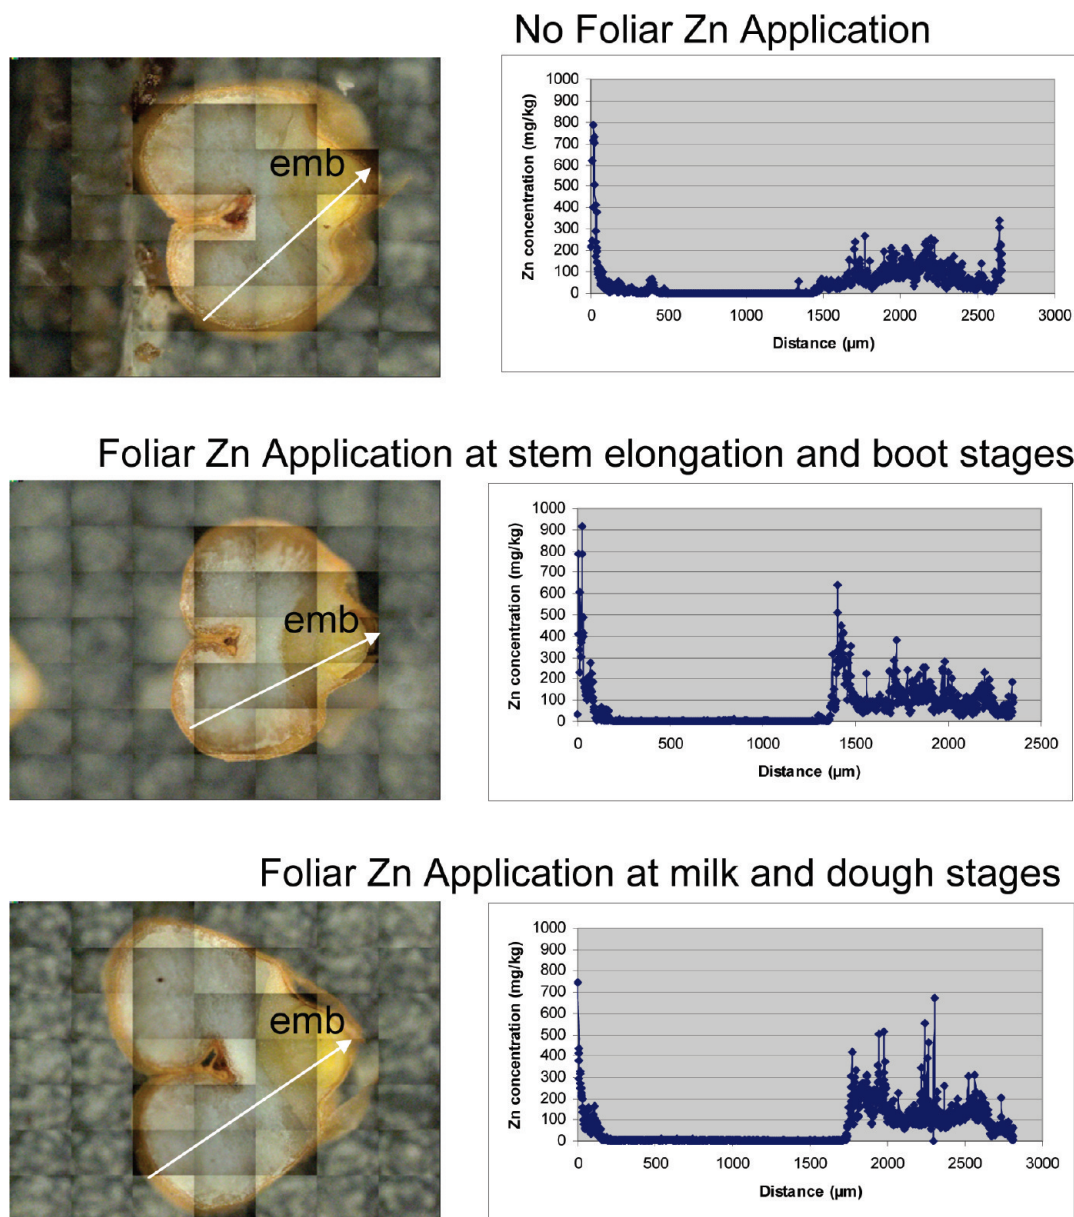 No Foliar Zn Application
emb
Zn concentration (mg/kg)
1000
900
800
700
600
500
400
300
200
100
0
0 500 1000 1500 2000 2500 3000
Distance (µm)
Foliar Zn Application at stem elongation and boot stages
emb
Zn concentration (mg/kg)
1000
900
800
700
600
500
400
300
200
100
0
0 500 1000 1500 2000 2500
Distance (µm)
Foliar Zn Application at milk and dough stages
emb
Zn concentration (mg/kg)
1000
900
800
700
600
500
400
300
200
100
0
0 500 1000 1500 2000 2500 3000
Distance (µm)